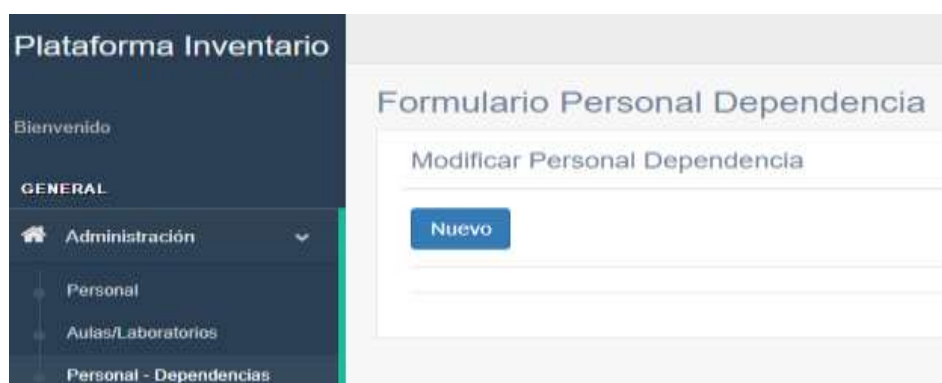 Plataforma Inventario
Bienvenido
GENERAL
Administración
Personal
Aulas/Laboratorios
Personal - Dependencias
Formulario Personal Dependencia
Modificar Personal Dependencia
Nuevo